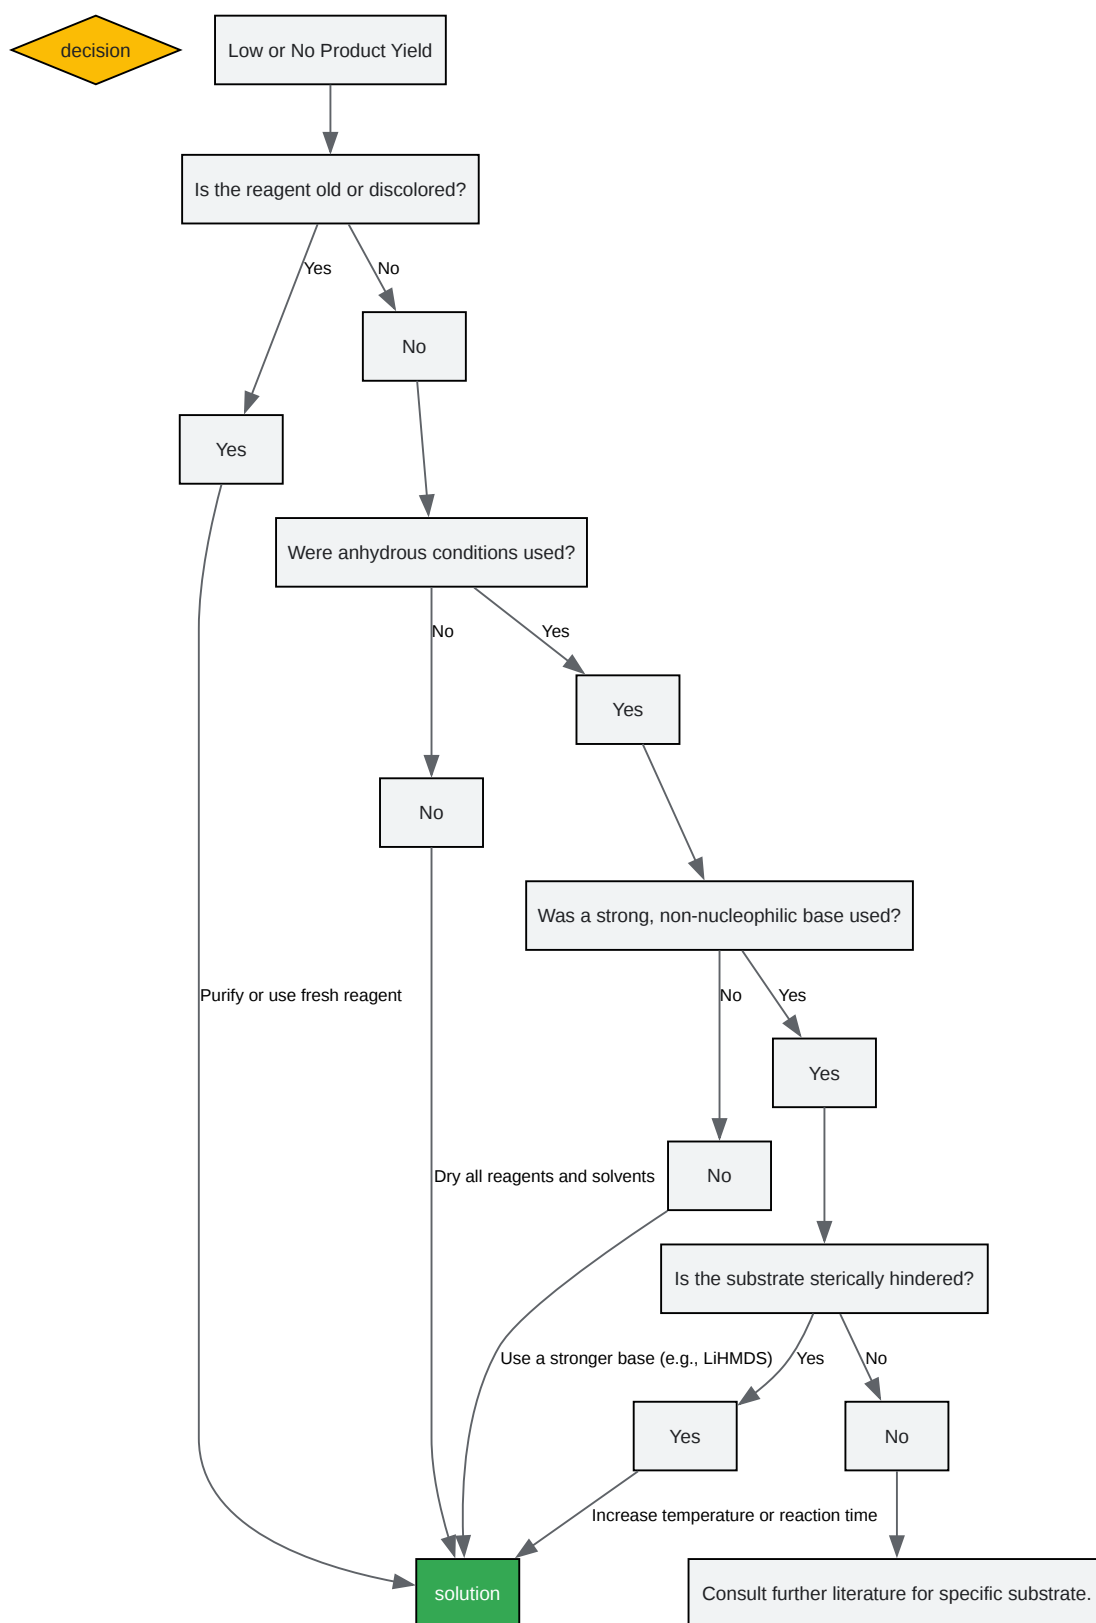 decision
Low or No Product Yield
Is the reagent old or discolored?
Yes
No
No
Yes
Were anhydrous conditions used?
No
Yes
Yes
No
Was a strong, non-nucleophilic base used?
Purify or use fresh reagent
No
Yes
Yes
Dry all reagents and solvents
No
Is the substrate sterically hindered?
Use a stronger base (e.g., LiHMDS)
Yes
No
Yes
No
Increase temperature or reaction time
solution
Consult further literature for specific substrate.